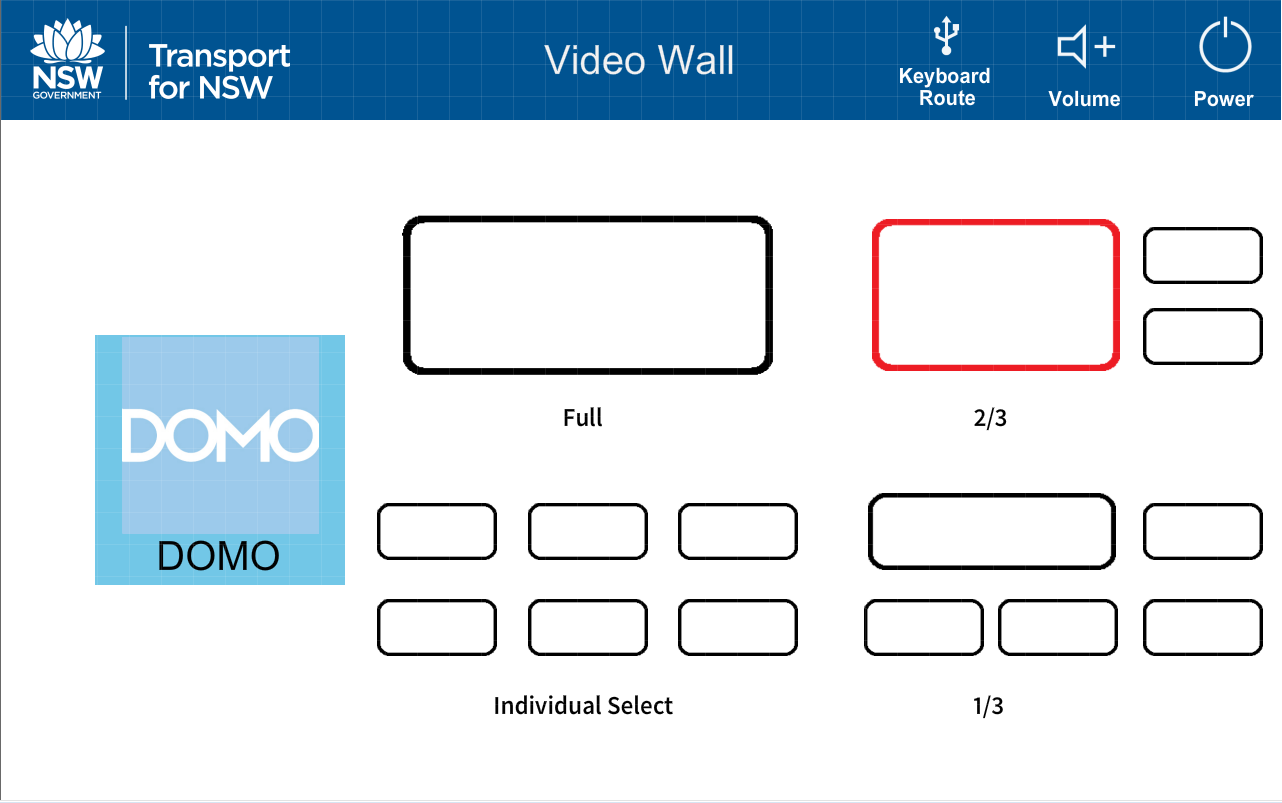 NSW
GOVERNMENT
Transport
for NSW
Video Wall
Keyboard
Route
Volume
Power
Full
2/3
DOMO
DOMO
Individual Select
1/3